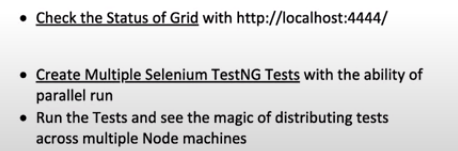 • Check the Status of Grid with http://localhost:4444/
• Create Multiple Selenium TestNG Tests with the ability of
parallel run
• Run the Tests and see the magic of distributing tests
across multiple Node machines